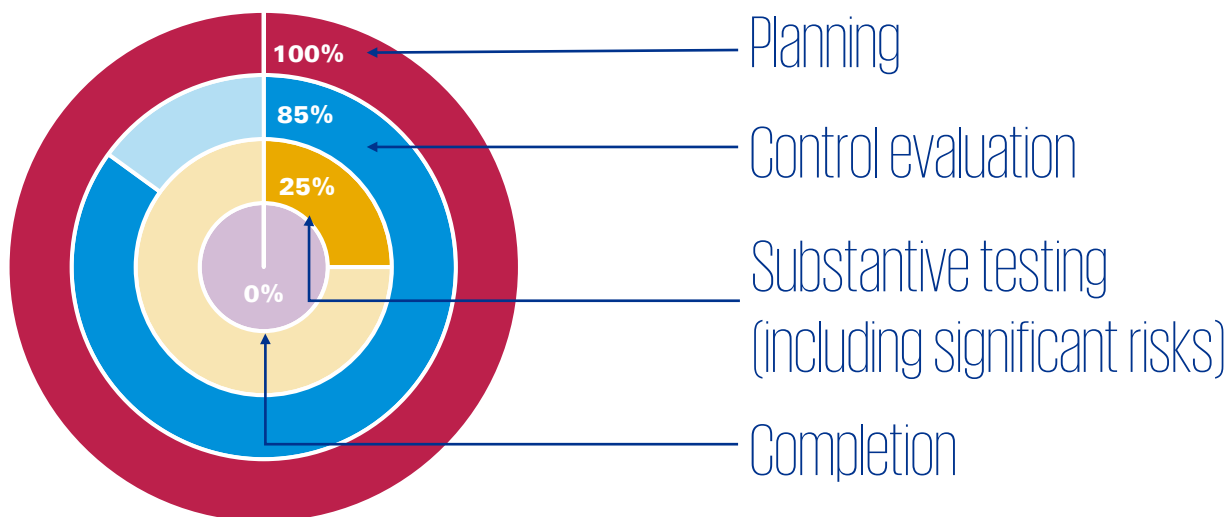 100%
Planning
85%
Control evaluation
25%
Substantive testing
(including significant risks)
0%
Completion